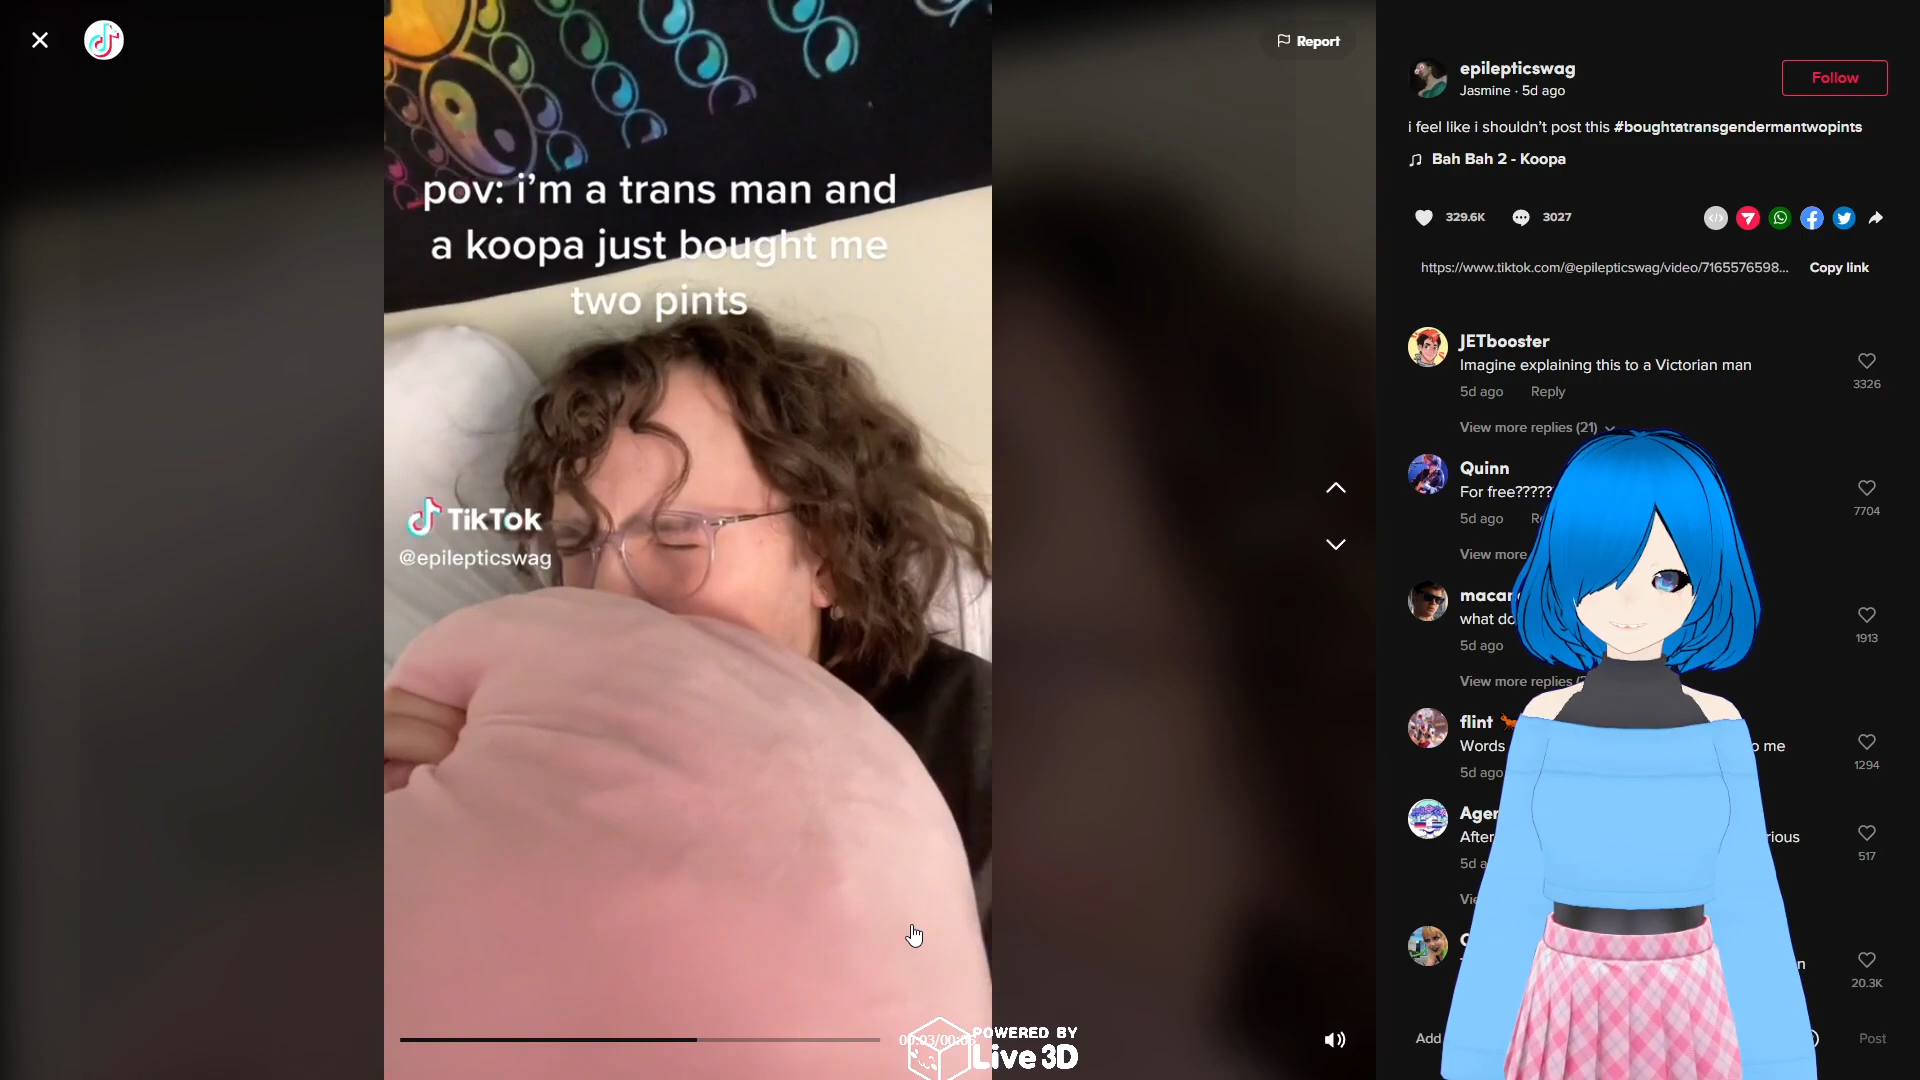 Report
pov: i'm a trans man and
a koopa just bought me
two pints
TikTok
@epilepticswag
POWERED BY
Live 3D
epilepticswag
Jasmine · 5d ago
Follow
i feel like i shouldn't post this #boughtatransgendermantwopints
Bah Bah 2 - Koopa
329.6K
3027
https://www.tiktok.com/@epilepticswag/video/7165576598...
Copy link
JETbooster
Imagine explaining this to a Victorian man
5d ago Reply
3326
View more replies (21)
Quinn
For free?????
5d ago
7704
View more
what do
5d ago
1913
View more replies
flint
Words
me
5d ago
1294
After
517
20.3K
Add
Post